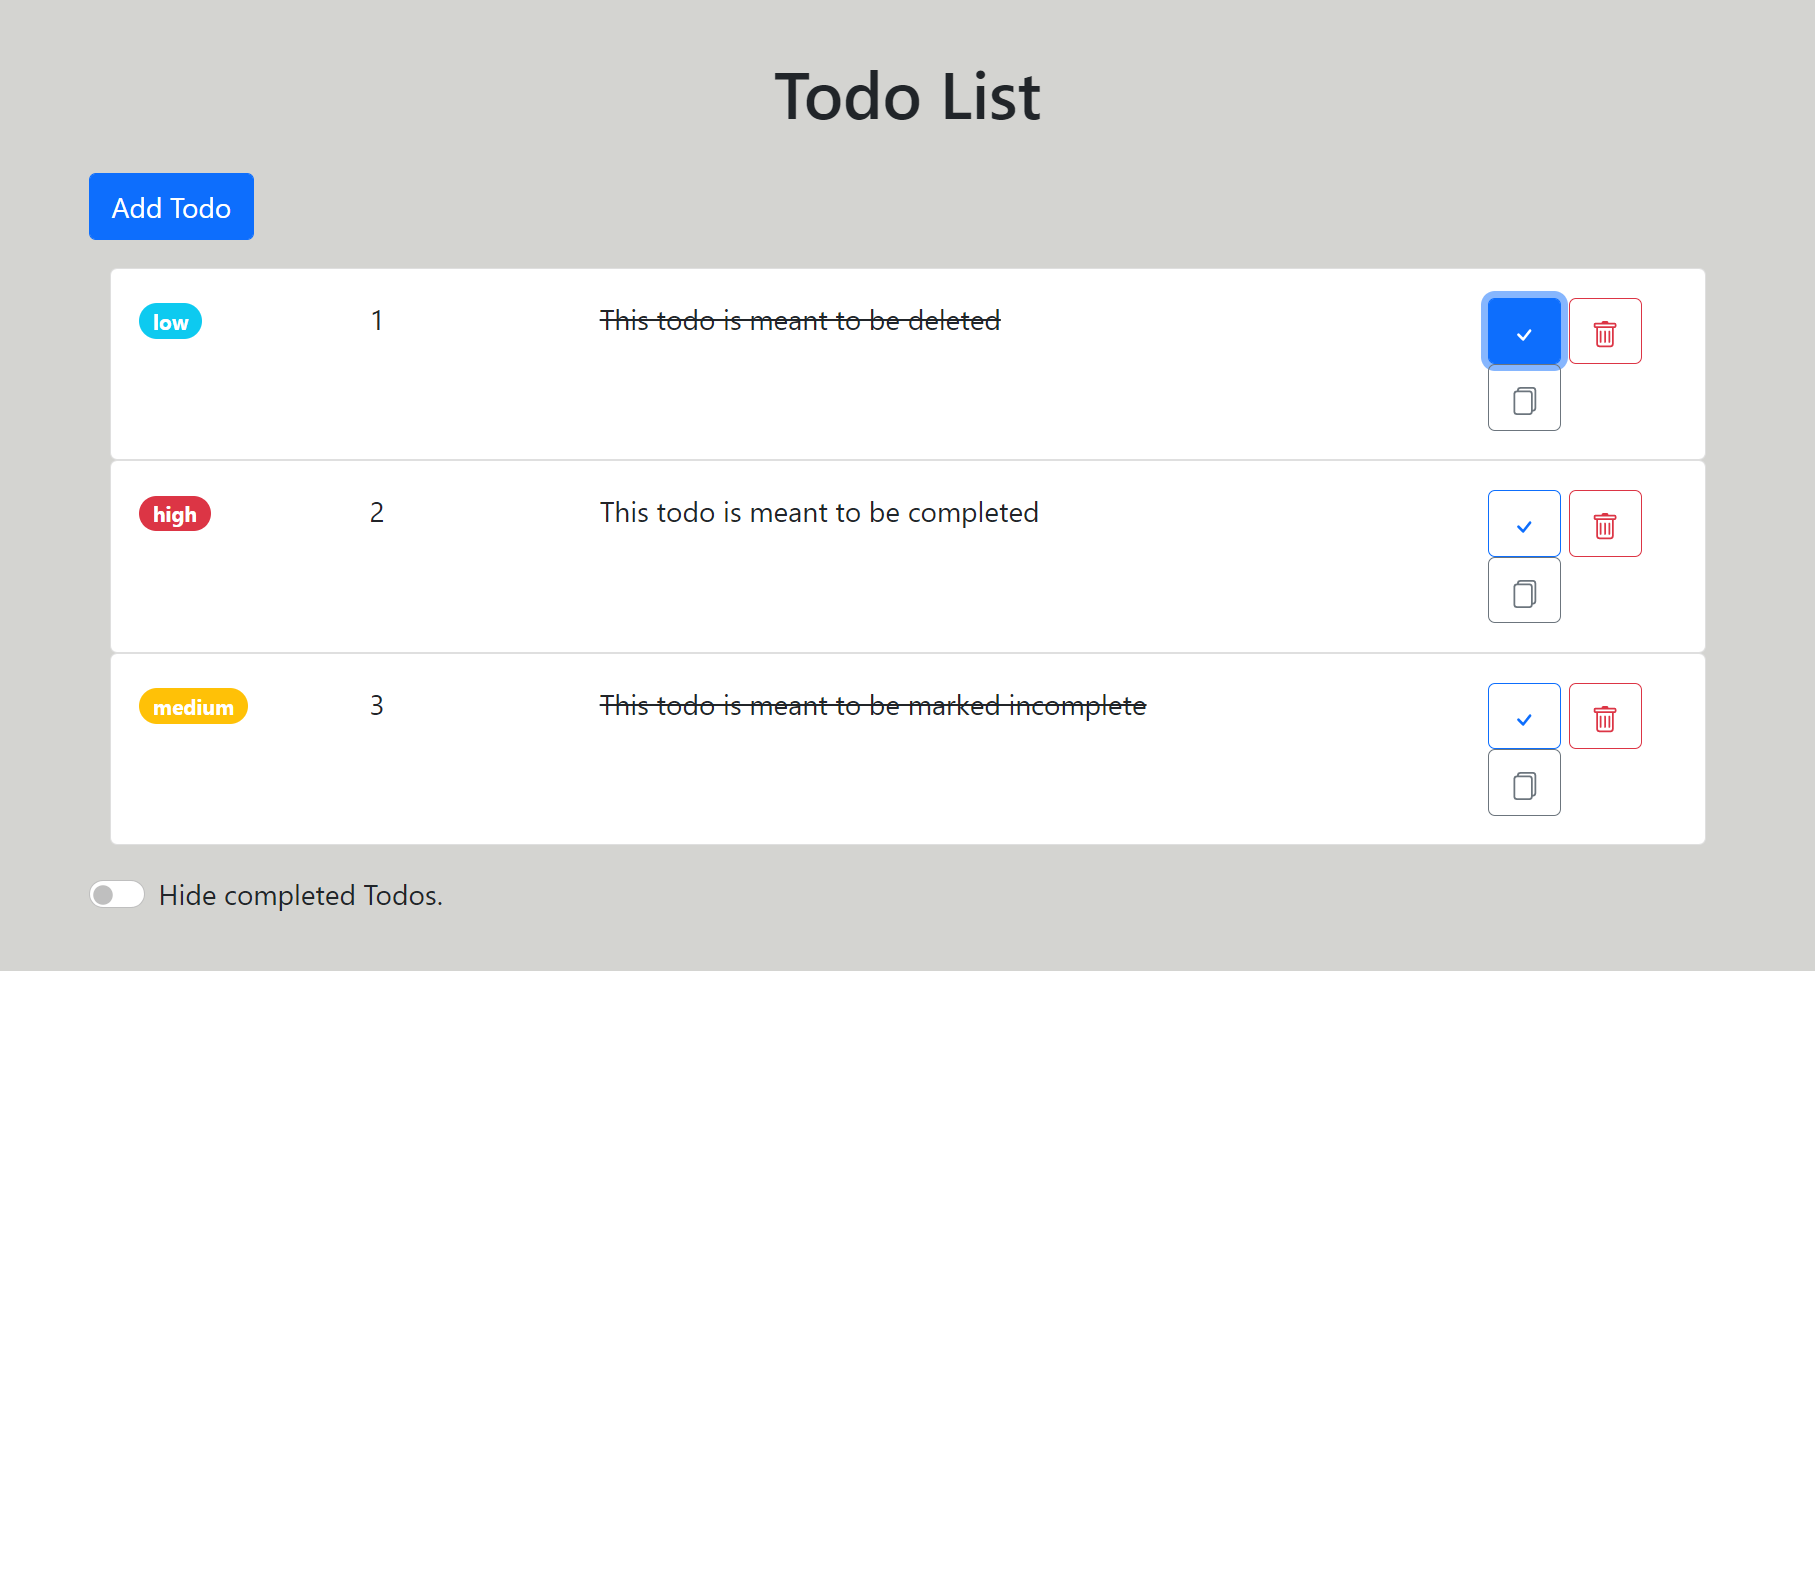 Todo List
Add Todo
low 1 This todo is meant to be deleted
high 2 This todo is meant to be completed
medium 3 This todo is meant to be marked incomplete
Hide completed Todos.